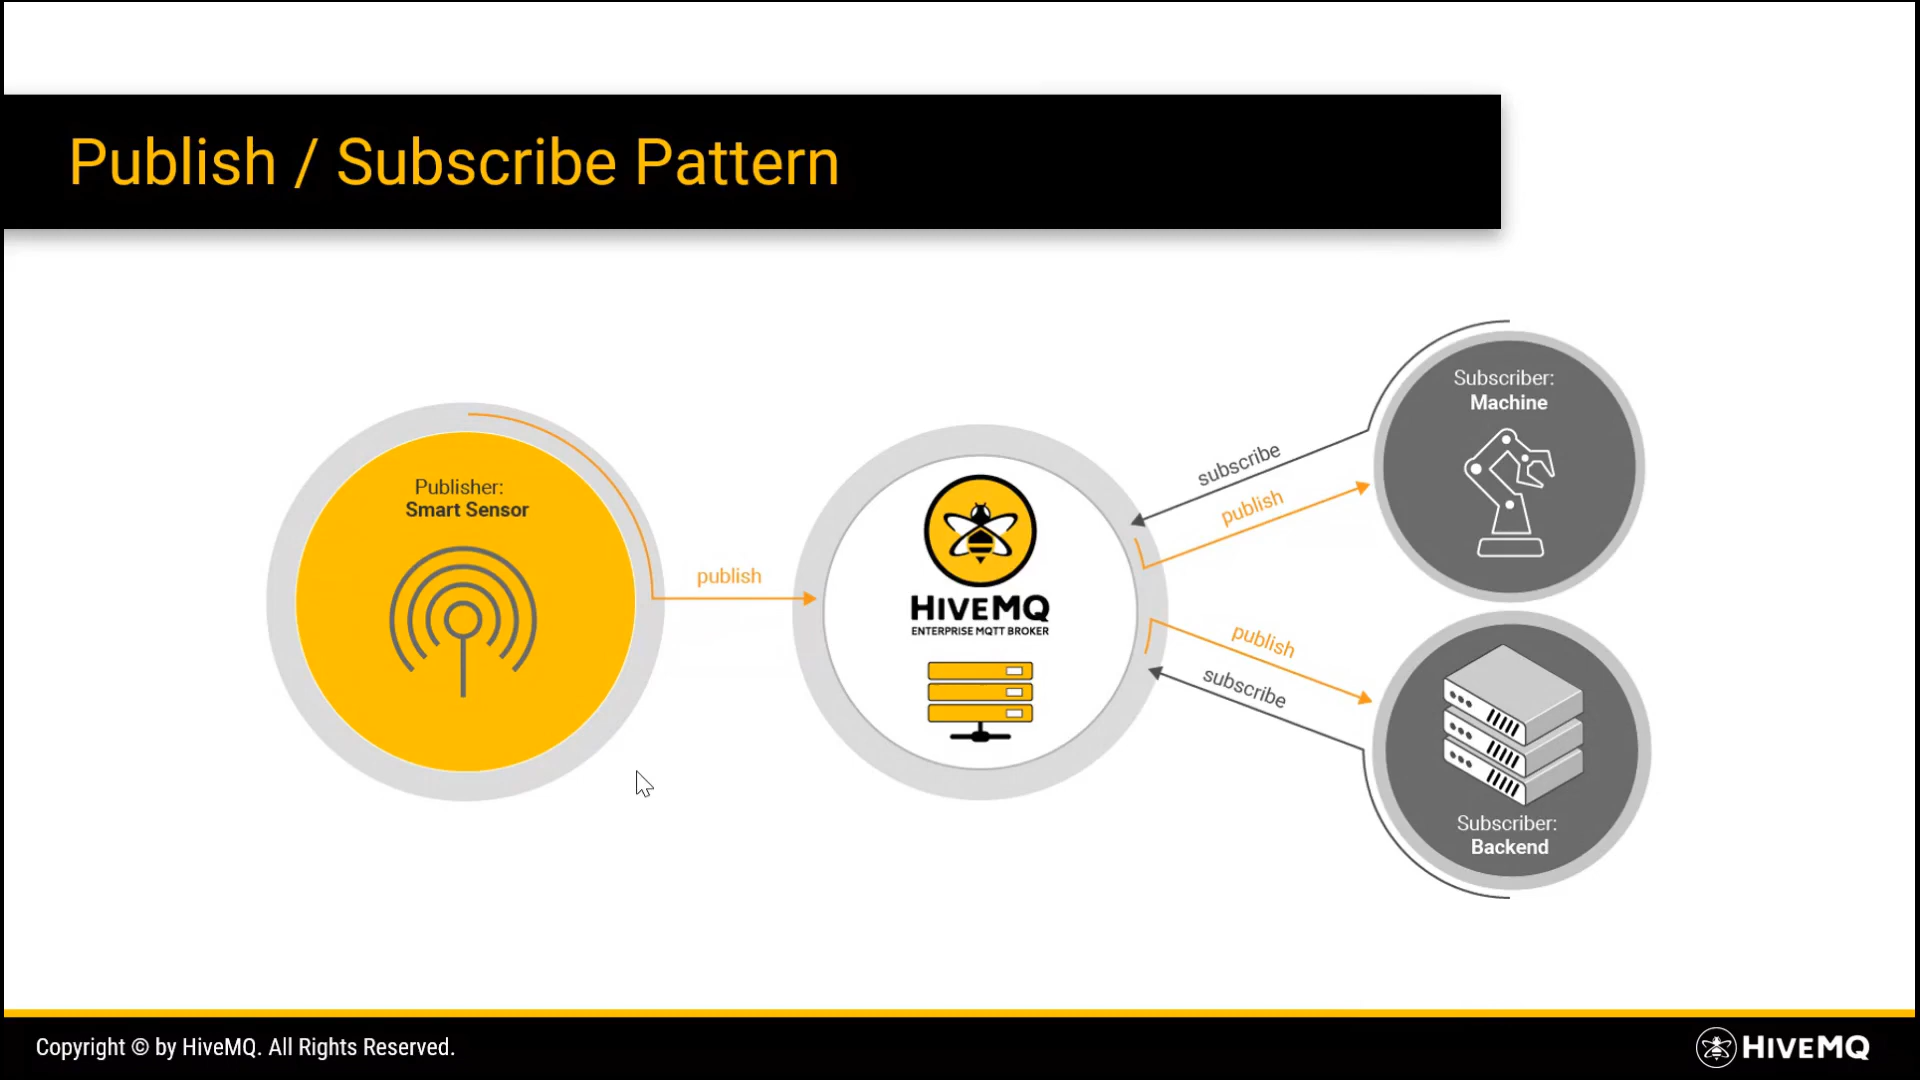 Publish / Subscribe Pattern
Publisher:
Smart Sensor
publish
HIVEMQ
ENTERPRISE MQTT BROKER
subscribe
publish
Subscriber:
Machine
publish
subscribe
Subscriber:
Backend
Copyright © by HiveMQ. All Rights Reserved.
HIVEMQ